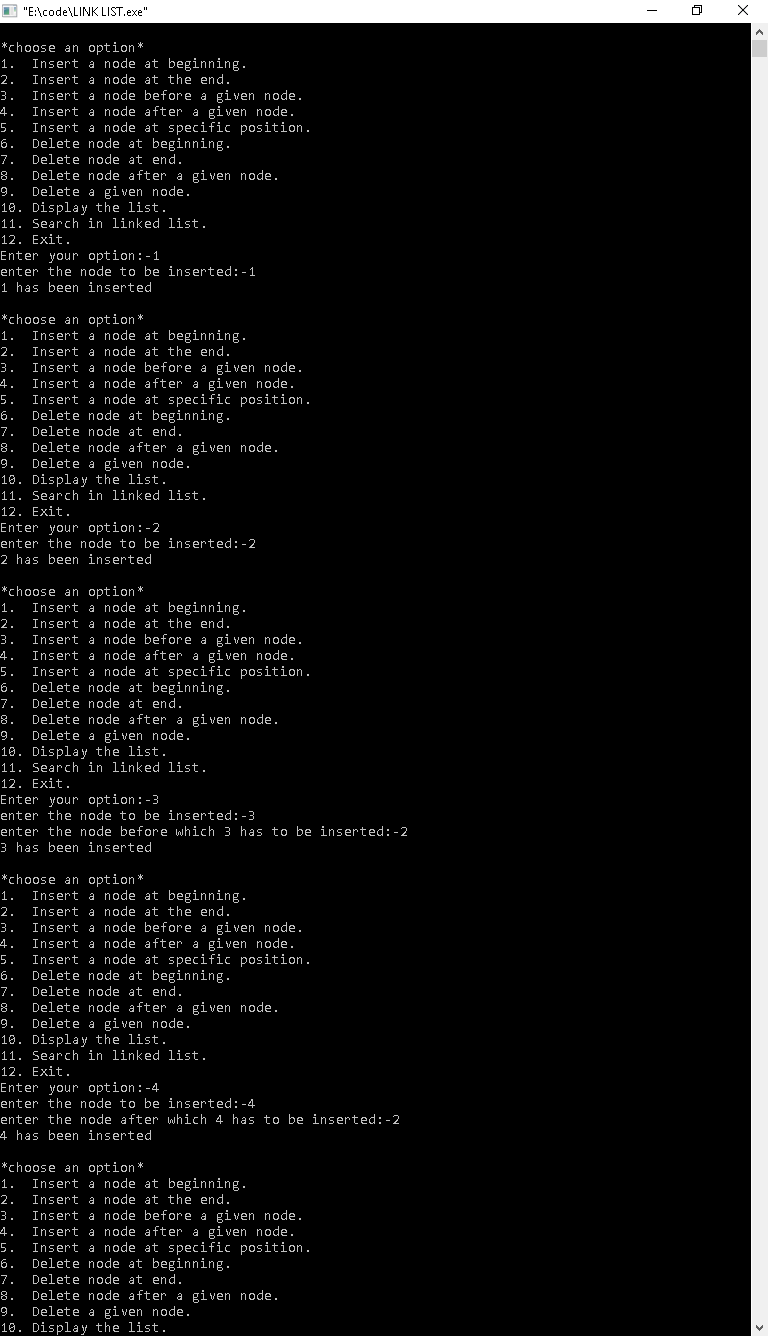 "E:\code\LINK LIST.exe"
*choose an option*
1.  Insert a node at beginning.
2.  Insert a node at the end.
3.  Insert a node before a given node.
4.  Insert a node after a given node.
5.  Insert a node at specific position.
6.  Delete node at beginning.
7.  Delete node at end.
8.  Delete node after a given node.
9.  Delete a given node.
10. Display the list.
11. Search in linked list.
12. Exit.
Enter your option:-1
enter the node to be inserted:-1
1 has been inserted
*choose an option*
1.  Insert a node at beginning.
2.  Insert a node at the end.
3.  Insert a node before a given node.
4.  Insert a node after a given node.
5.  Insert a node at specific position.
6.  Delete node at beginning.
7.  Delete node at end.
8.  Delete node after a given node.
9.  Delete a given node.
10. Display the list.
11. Search in linked list.
12. Exit.
Enter your option:-2
enter the node to be inserted:-2
2 has been inserted
*choose an option*
1.  Insert a node at beginning.
2.  Insert a node at the end.
3.  Insert a node before a given node.
4.  Insert a node after a given node.
5.  Insert a node at specific position.
6.  Delete node at beginning.
7.  Delete node at end.
8.  Delete node after a given node.
9.  Delete a given node.
10. Display the list.
11. Search in linked list.
12. Exit.
Enter your option:-3
enter the node to be inserted:-3
enter the node before which 3 has to be inserted:-2
3 has been inserted
*choose an option*
1.  Insert a node at beginning.
2.  Insert a node at the end.
3.  Insert a node before a given node.
4.  Insert a node after a given node.
5.  Insert a node at specific position.
6.  Delete node at beginning.
7.  Delete node at end.
8.  Delete node after a given node.
9.  Delete a given node.
10. Display the list.
11. Search in linked list.
12. Exit.
Enter your option:-4
enter the node to be inserted:-4
enter the node after which 4 has to be inserted:-2
4 has been inserted
*choose an option*
1.  Insert a node at beginning.
2.  Insert a node at the end.
3.  Insert a node before a given node.
4.  Insert a node after a given node.
5.  Insert a node at specific position.
6.  Delete node at beginning.
7.  Delete node at end.
8.  Delete node after a given node.
9.  Delete a given node.
10. Display the list.